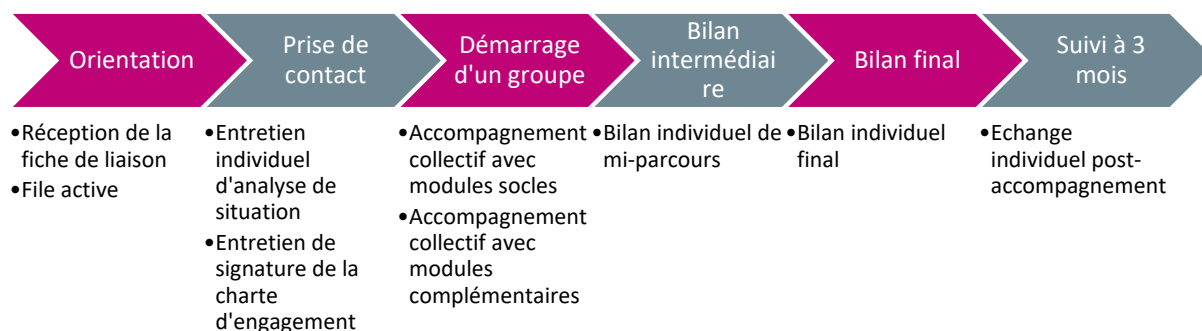 Orientation
•Réception de la
fiche de liaison
•File active
Prise de
contact
•Entretien
individuel
d'analyse de
situation
•Entretien de
signature de la
charte
d'engagement
Démarrage
d'un groupe
•Accompagnement
collectif avec
modules socles
•Accompagnement
collectif avec
modules
complémentaires
Bilan
intermédiai
re
•Bilan individuel de
mi-parcours
Bilan final
•Bilan individuel
final
Suivi à 3
mois
•Echange
individuel post-
accompagnement